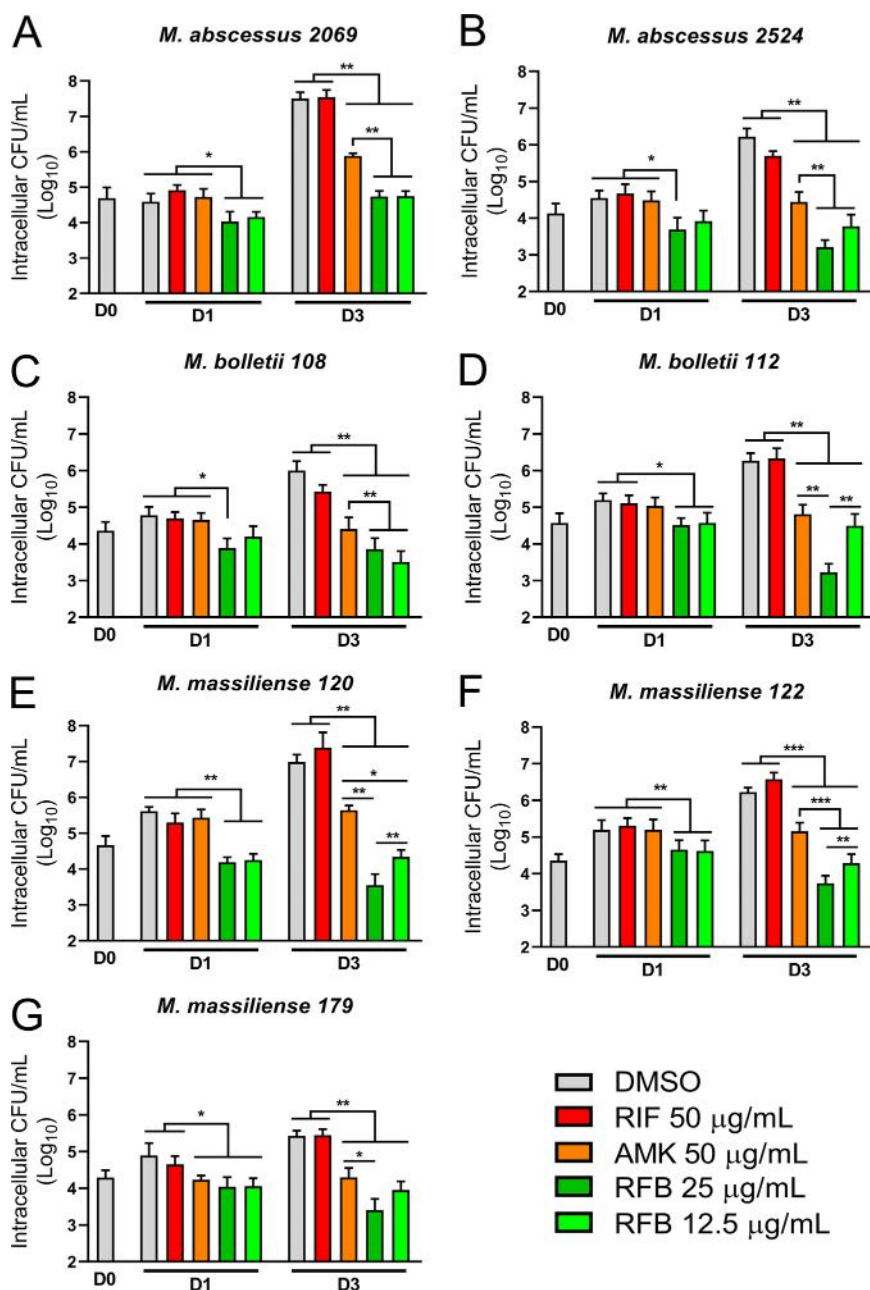 A
M. abscessus 2069
Intracellular CFU/mL
(Log10)
8
7
6
5
4
3
2
*
**
**
D0
D1
D3
B
M. abscessus 2524
Intracellular CFU/mL
(Log10)
8
7
6
5
4
3
2
*
**
**
D0
D1
D3
C
M. bolletii 108
Intracellular CFU/mL
(Log10)
8
7
6
5
4
3
2
*
**
**
D0
D1
D3
D
M. bolletii 112
Intracellular CFU/mL
(Log10)
8
7
6
5
4
3
2
*
**
**
**
D0
D1
D3
E
M. massiliense 120
Intracellular CFU/mL
(Log10)
8
7
6
5
4
3
2
**
**
*
**
**
D0
D1
D3
F
M. massiliense 122
Intracellular CFU/mL
(Log10)
8
7
6
5
4
3
2
**
***
***
**
D0
D1
D3
G
M. massiliense 179
Intracellular CFU/mL
(Log10)
8
7
6
5
4
3
2
*
**
*
D0
D1
D3
DMSO
RIF 50 μg/mL
AMK 50 μg/mL
RFB 25 μg/mL
RFB 12.5 μg/mL